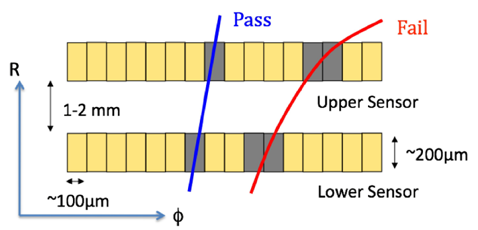 Pass
Fail
R
1-2 mm
Upper Sensor
~200μm
Lower Sensor
~100μm
ϕ